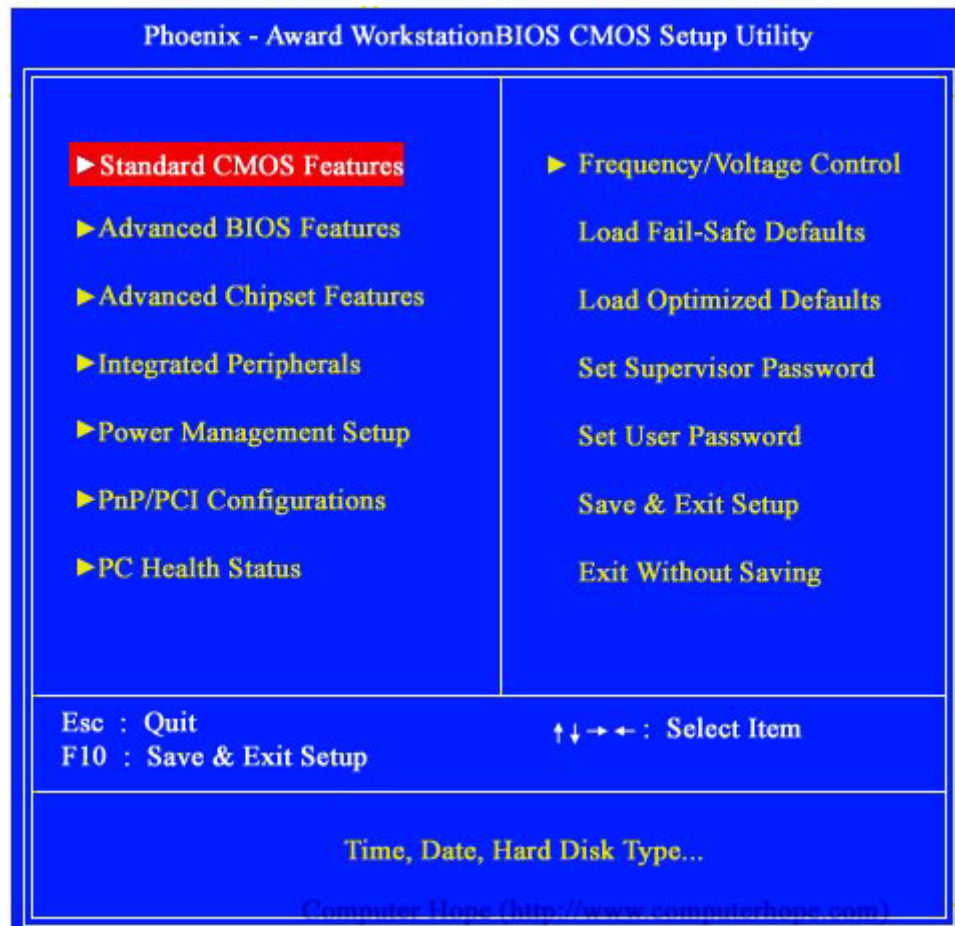 Phoenix - Award WorkstationBIOS CMOS Setup Utility
►Standard CMOS Features
►Advanced BIOS Features
►Advanced Chipset Features
►Integrated Peripherals
►Power Management Setup
►PnP/PCI Configurations
►PC Health Status
► Frequency/Voltage Control
Load Fail-Safe Defaults
Load Optimized Defaults
Set Supervisor Password
Set User Password
Save & Exit Setup
Exit Without Saving
Esc : Quit
F10 : Save & Exit Setup
↑↓→← : Select Item
Time, Date, Hard Disk Type...
Computer Hope (http://www.computerhope.com)